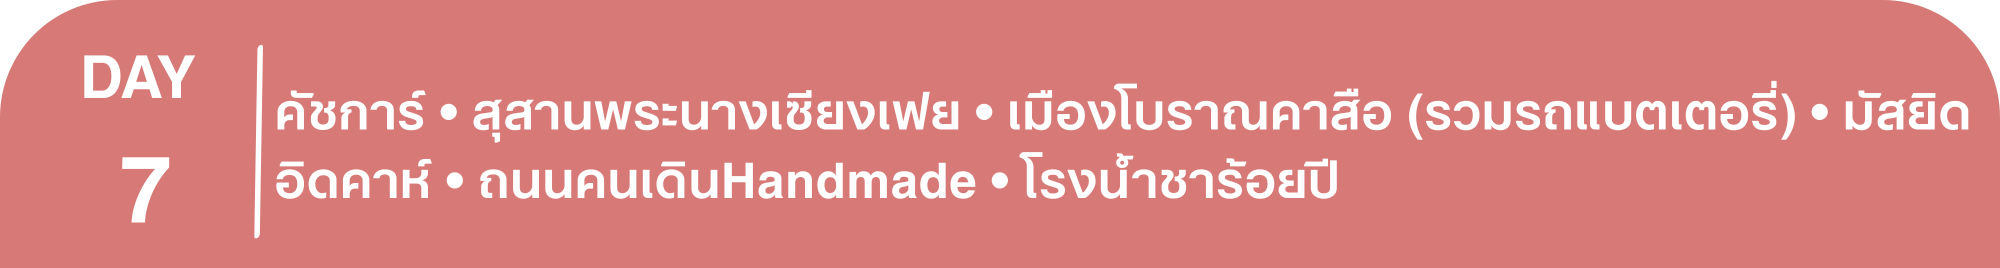 DAY
7
คัชการ์ • สุสานพระนางเซียงเฟย • เมืองโบราณคาสือ (รวมรถแบตเตอรี่) • มัสยิด
อิดคาห์ • ถนนคนเดินHandmade • โรงน้ำชาร้อยปี